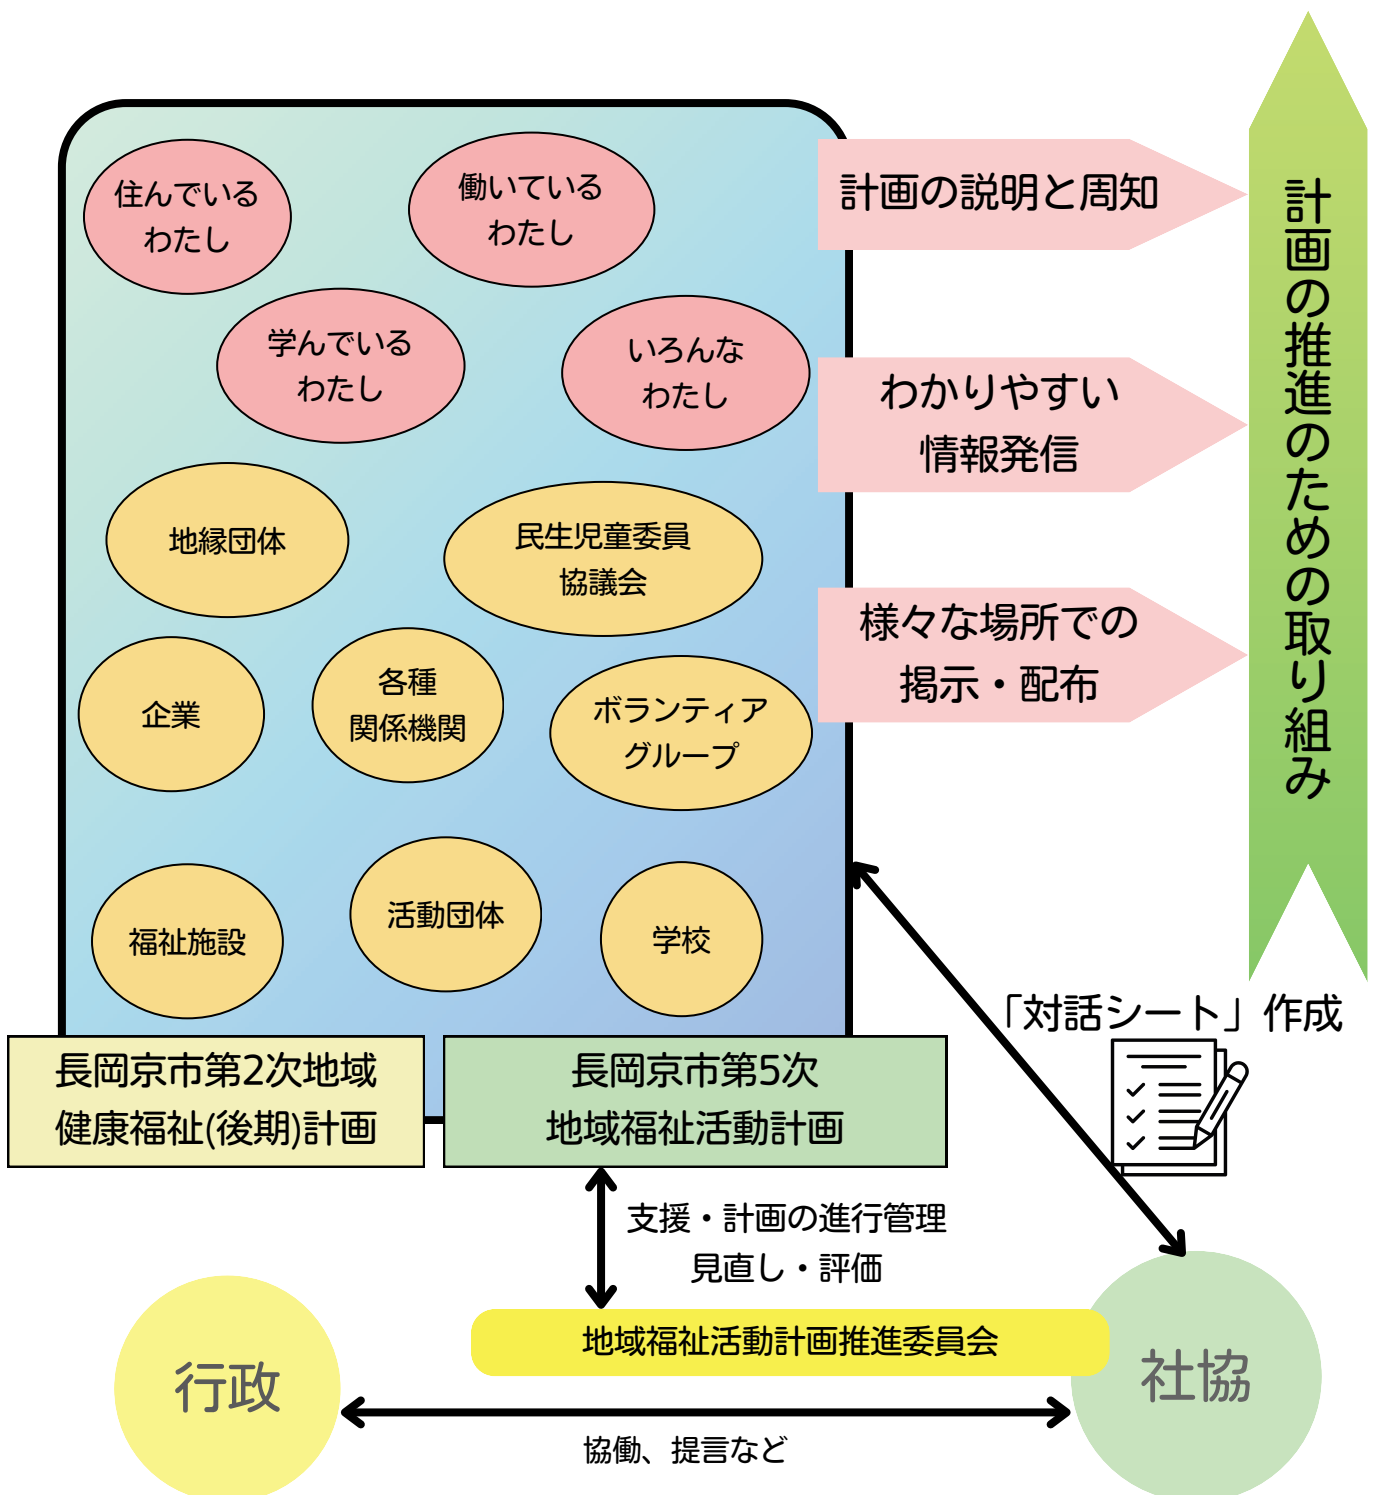 住んでいる
わたし
働いている
わたし
学んでいる
わたし
いろんな
わたし
地縁団体
民生児童委員
協議会
企業
各種
関係機関
ボランティア
グループ
福祉施設
活動団体
学校
計画の説明と周知
わかりやすい
情報発信
様々な場所での
掲示・配布
計画の推進のための取り組み
「対話シート」作成
長岡京市第2次地域
健康福祉(後期)計画
長岡京市第5次
地域福祉活動計画
支援・計画の進行管理
見直し・評価
地域福祉活動計画推進委員会
行政
社協
協働、提言など